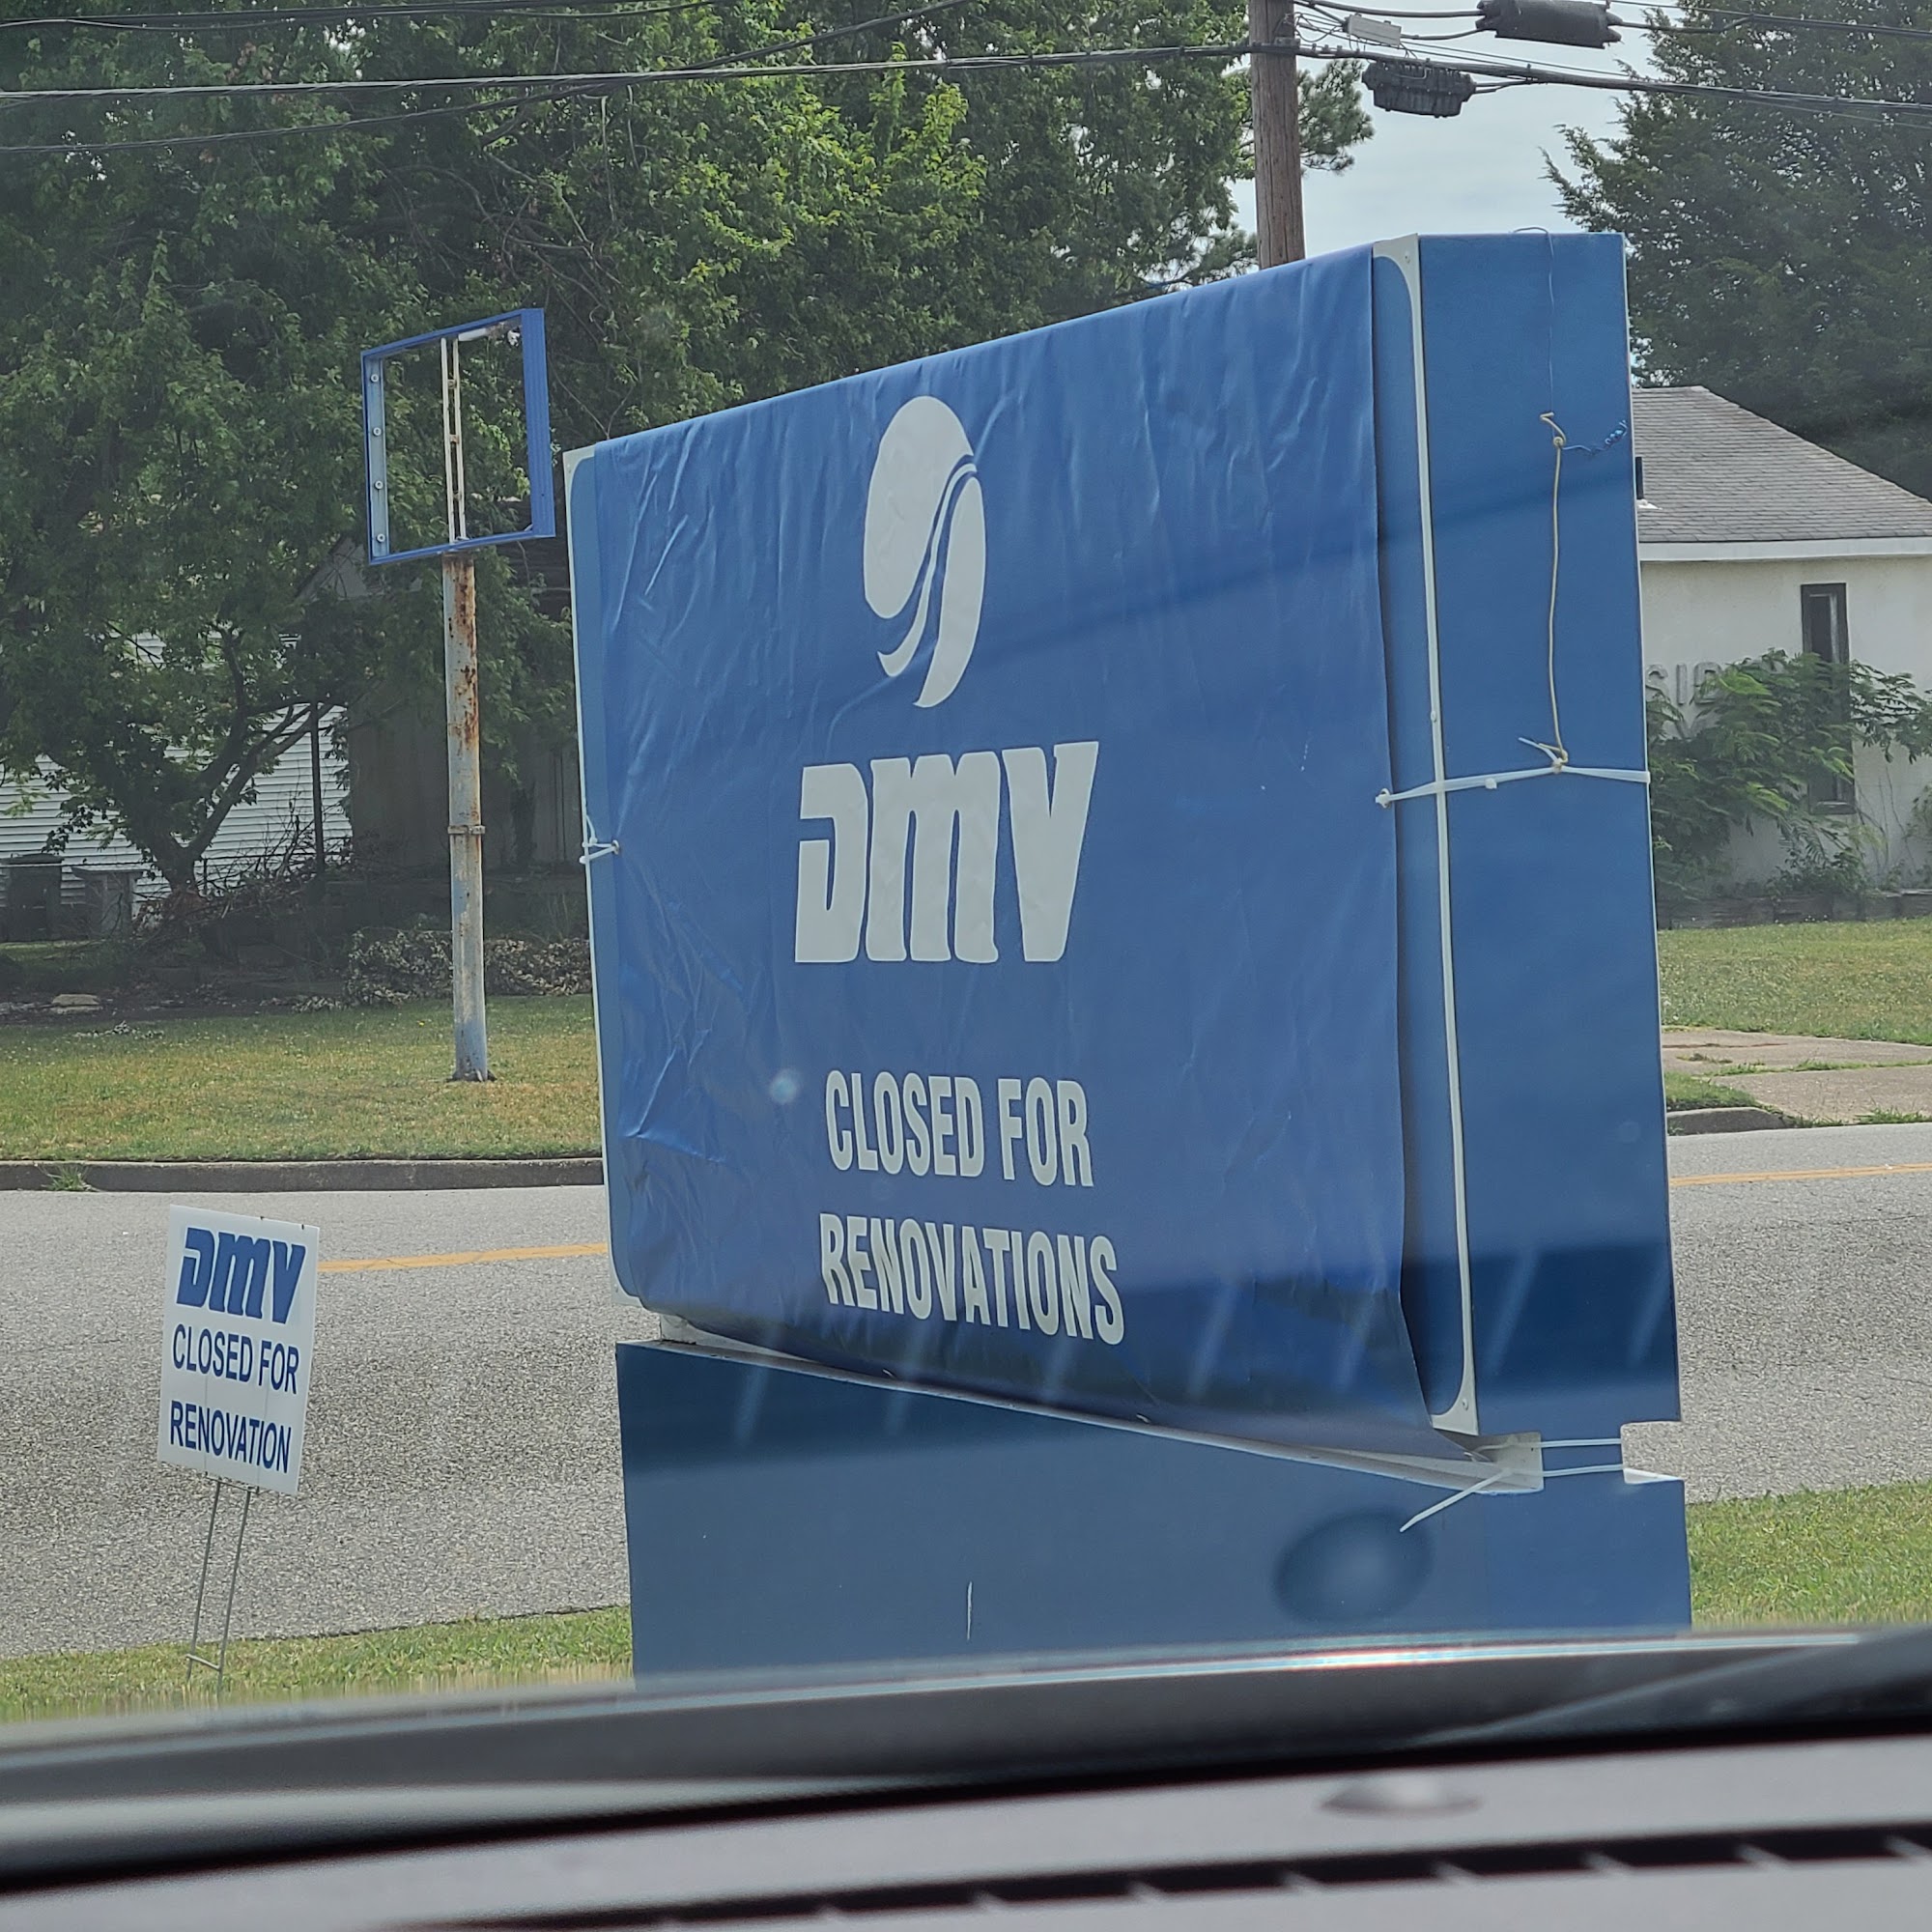 DMV
CLOSED FOR
RENOVATIONS
DMV
CLOSED FOR
RENOVATION